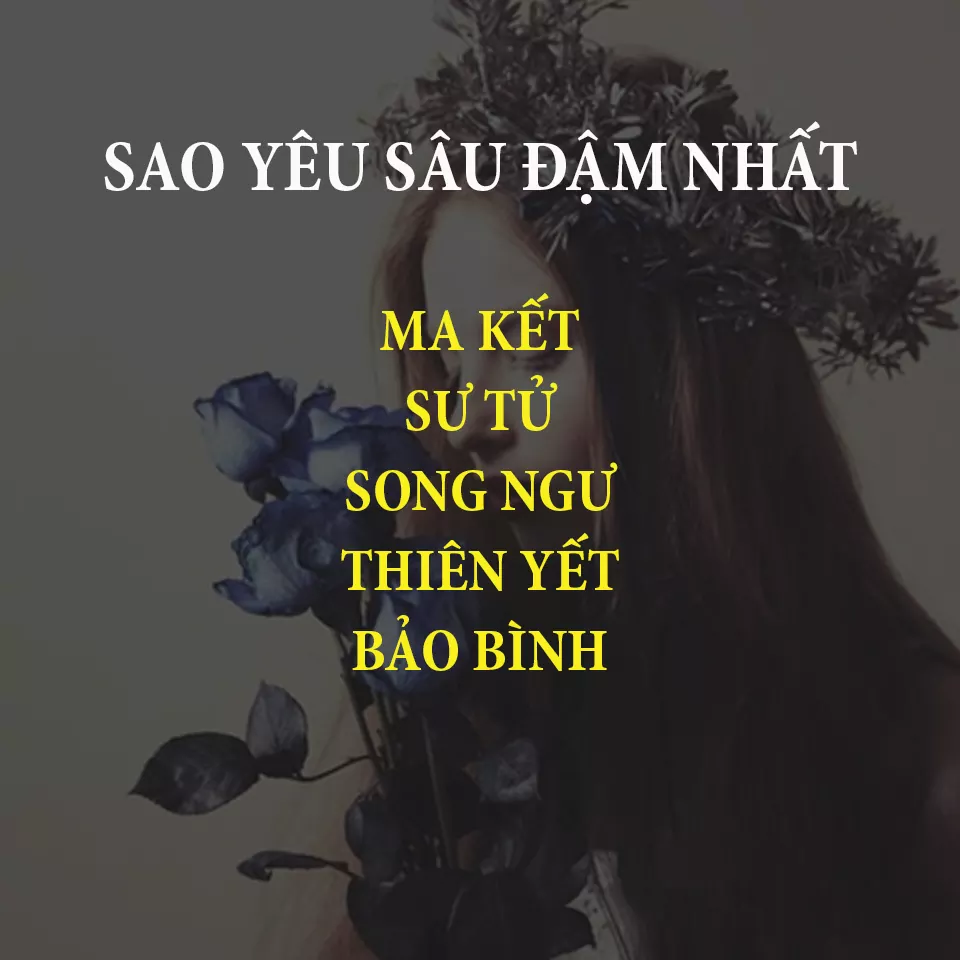 SAO YÊU SÂU ĐẬM NHẤT
MA KẾT
SƯ TỬ
SONG NGƯ
THIÊN YẾT
BẢO BÌNH